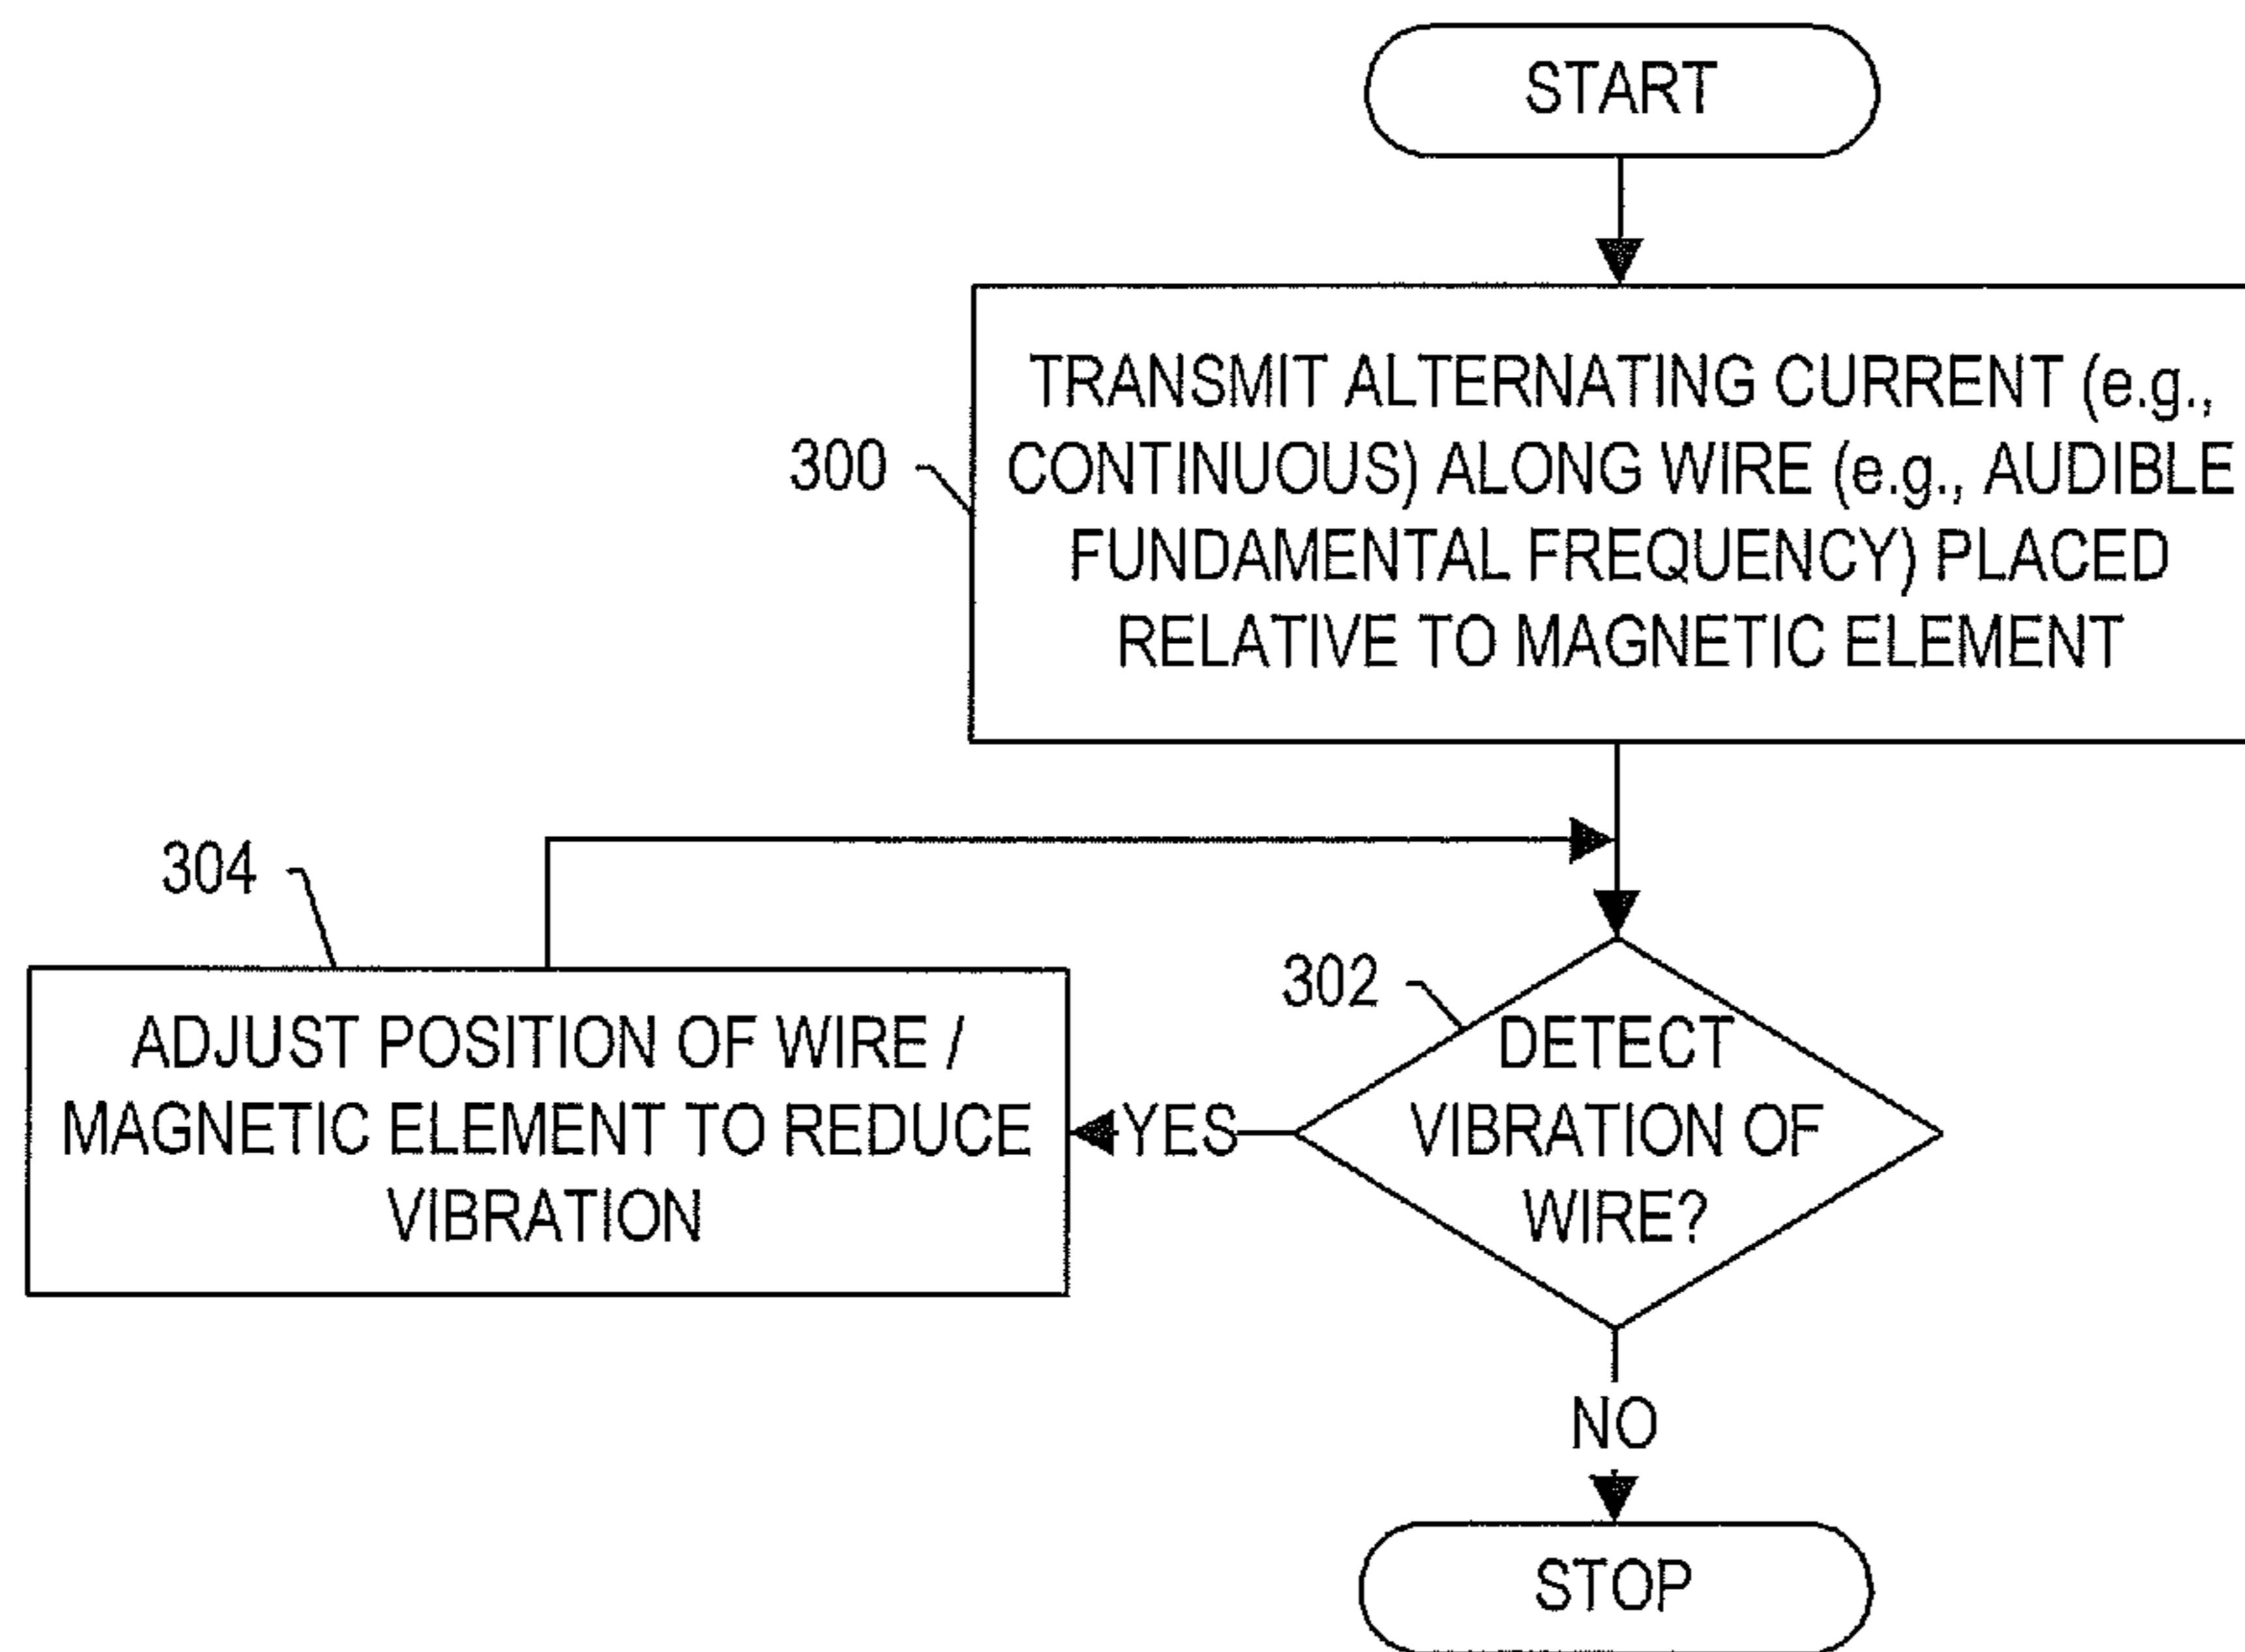 START
300
TRANSMIT ALTERNATING CURRENT (e.g.,
CONTINUOUS) ALONG WIRE (e.g., AUDIBLE
FUNDAMENTAL FREQUENCY) PLACED
RELATIVE TO MAGNETIC ELEMENT
304
ADJUST POSITION OF WIRE /
MAGNETIC ELEMENT TO REDUCE
VIBRATION
302
DETECT
VIBRATION OF
WIRE?
YES
NO
STOP